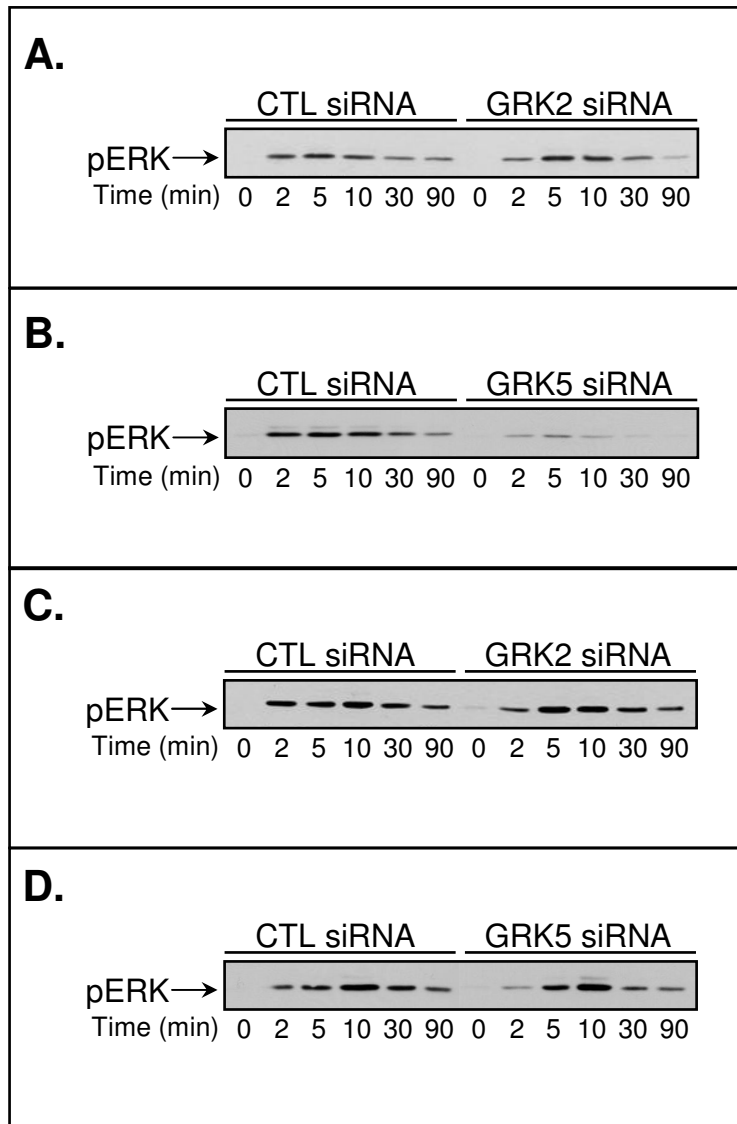 A.
CTL siRNA GRK2 siRNA
pERK
Time (min) 0 2 5 10 30 90 0 2 5 10 30 90
B.
CTL siRNA GRK5 siRNA
pERK
Time (min) 0 2 5 10 30 90 0 2 5 10 30 90
C.
CTL siRNA GRK2 siRNA
pERK
Time (min) 0 2 5 10 30 90 0 2 5 10 30 90
D.
CTL siRNA GRK5 siRNA
pERK
Time (min) 0 2 5 10 30 90 0 2 5 10 30 90